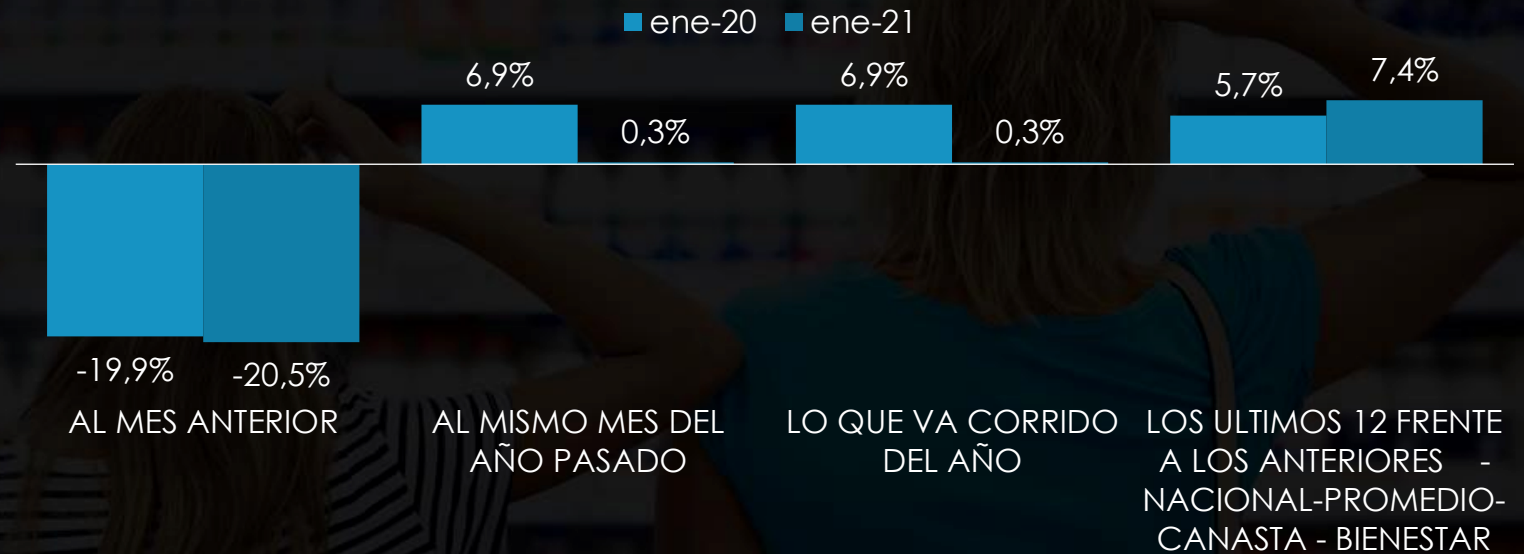 ene-20 ene-21
6,9%
0,3%
6,9%
0,3%
5,7%
7,4%
-19,9%
-20,5%
AL MES ANTERIOR
AL MISMO MES DEL
AÑO PASADO
LO QUE VA CORRIDO
DEL AÑO
LOS ULTIMOS 12 FRENTE
A LOS ANTERIORES -
NACIONAL-PROMEDIO-
CANASTA - BIENESTAR